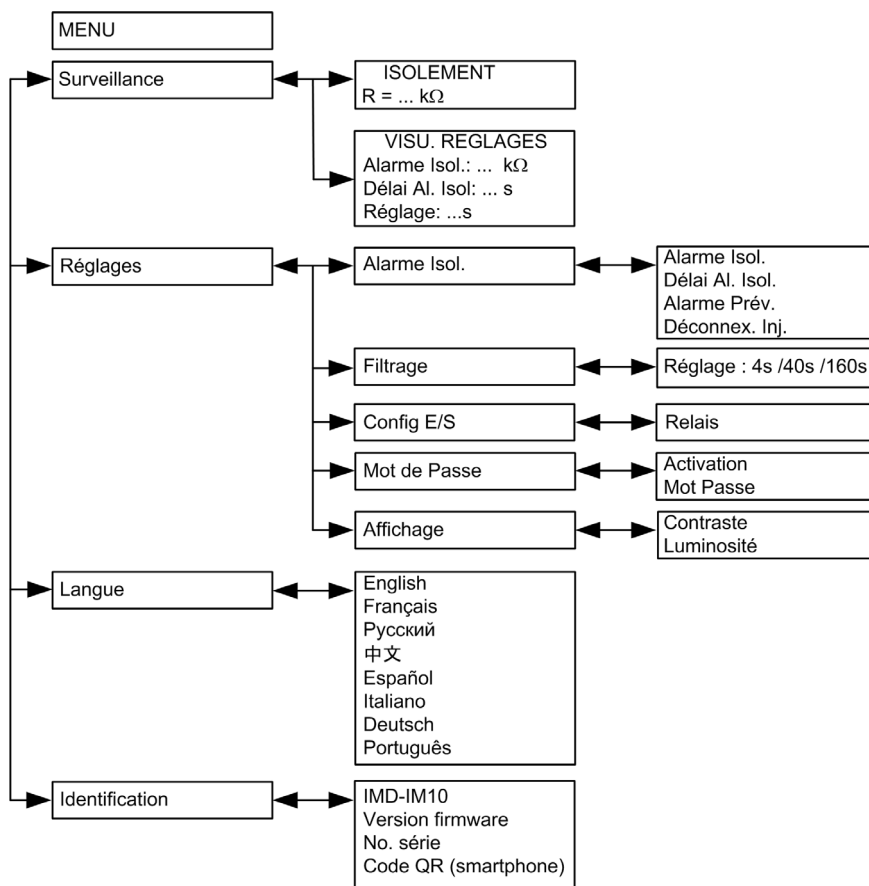 MENU
Surveillance
ISOLEMENT
R = ... kΩ
VISU. REGLAGES
Alarme Isol.: ... kΩ
Délai Al. Isol: ... s
Réglage: ...s
Réglages
Alarme Isol.
Alarme Isol.
Délai Al. Isol.
Alarme Prév.
Déconnex. Inj.
Filtrage
Réglage : 4s /40s /160s
Config E/S
Relais
Mot de Passe
Activation
Mot Passe
Affichage
Contraste
Luminosité
Langue
English
Français
Русский
中文
Español
Italiano
Deutsch
Português
Identification
IMD-IM10
Version firmware
No. série
Code QR (smartphone)